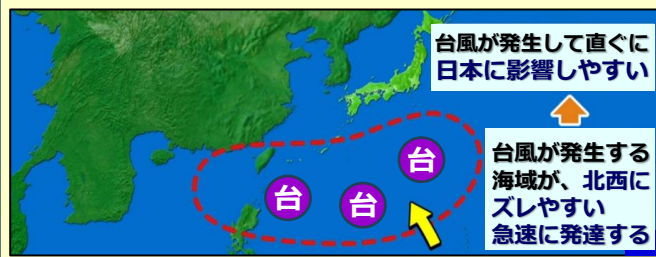 台風が発生して直ぐに
日本に影響しやすい
台風が発生する
海域が、北西に
ズレやすい
急速に発達する
台
台
台